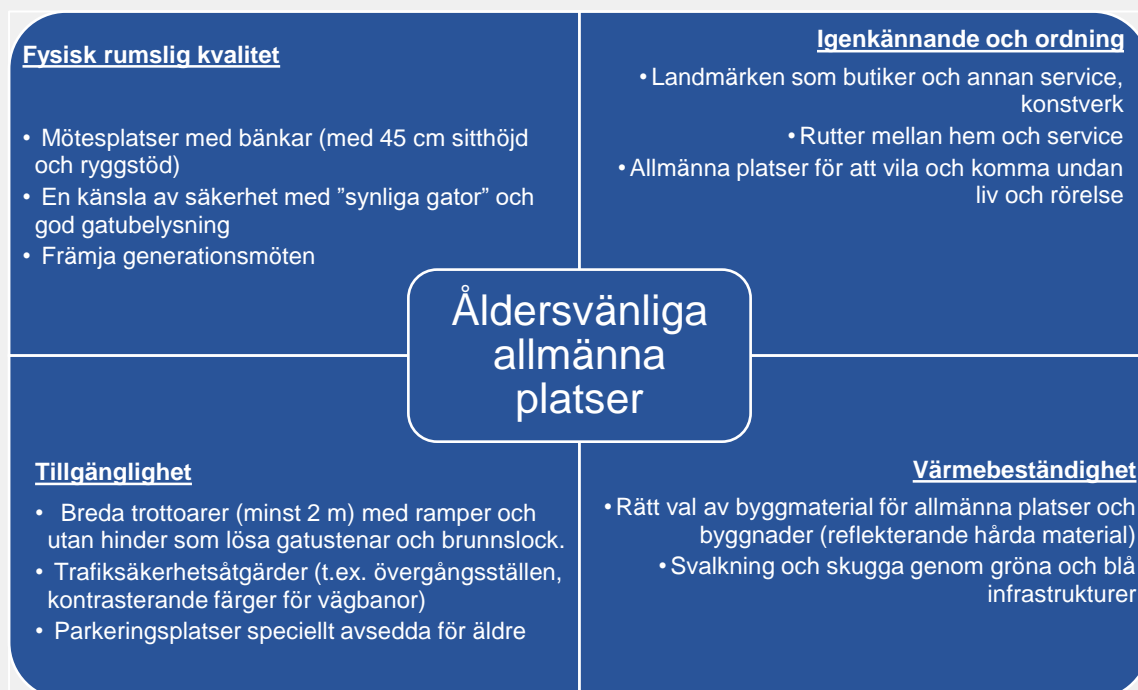 Fysisk rumslig kvalitet
• Mötesplatser med bänkar (med 45 cm sitthöjd
och ryggstöd)
• En känsla av säkerhet med ”synliga gator” och
god gatubelysning
• Främja generationsmöten
Igenkännande och ordning
• Landmärken som butiker och annan service,
konstverk
• Rutter mellan hem och service
• Allmänna platser för att vila och komma undan
liv och rörelse
Åldersvänliga
allmänna
platser
Tillgänglighet
• Breda trottoarer (minst 2 m) med ramper och
utan hinder som lösa gatustenar och brunnslock.
• Trafiksäkerhetsåtgärder (t.ex. övergångsställen,
kontrasterande färger för vägbanor)
• Parkeringsplatser speciellt avsedda för äldre
Värmebeständighet
• Rätt val av byggmaterial för allmänna platser och
byggnader (reflekterande hårda material)
• Svalkning och skugga genom gröna och blå
infrastrukturer